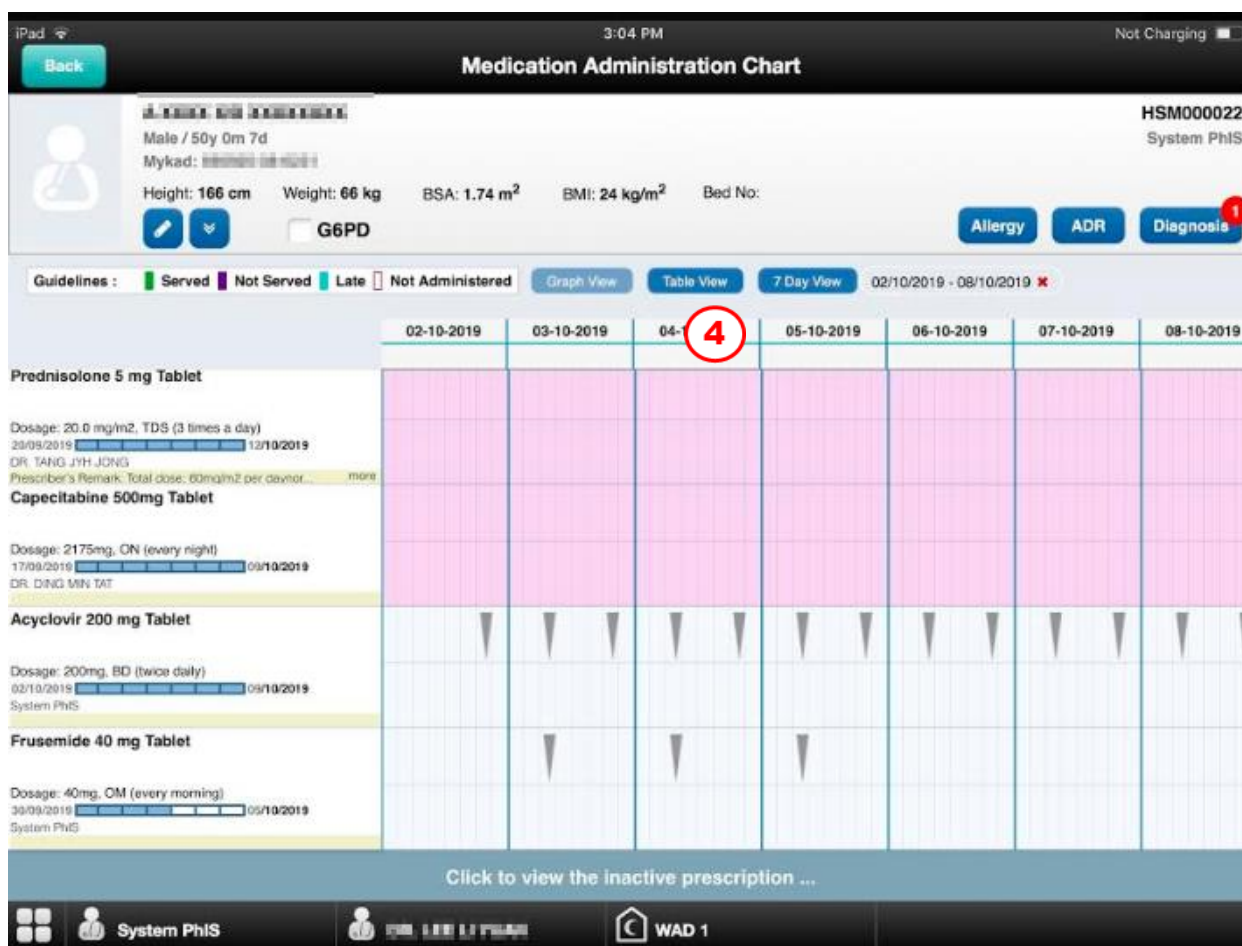 iPad 3:04 PM Not Charging
Back Medication Administration Chart
HSM000022
Male / 50y 0m 7d System PhIS
Mykad:
Height: 166 cm Weight: 66 kg BSA: 1.74 m² BMI: 24 kg/m² Bed No:
G6PD Allergy ADR Diagnosis 1
Guidelines : Served Not Served Late Not Administered Graph View Table View 7 Day View 02/10/2019 - 08/10/2019
02-10-2019 03-10-2019 04-1 4 05-10-2019 06-10-2019 07-10-2019 08-10-2019
Prednisolone 5 mg Tablet
Dosage: 20.0 mg/m2, TDS (3 times a day)
20/09/2019 12/10/2019
DR. TANG JYH JONG
Prescriber's Remark: Total dose: 60mg/m2 per daynor... more
Capecitabine 500mg Tablet
Dosage: 2175mg, ON (every night)
17/09/2019 09/10/2019
DR. DING MIN TAT
Acyclovir 200 mg Tablet
Dosage: 200mg, BD (twice daily)
02/10/2019 09/10/2019
System PhIS
Frusemide 40 mg Tablet
Dosage: 40mg, OM (every morning)
30/09/2019 05/10/2019
System PhIS
Click to view the inactive prescription ...
System PhIS WAD 1